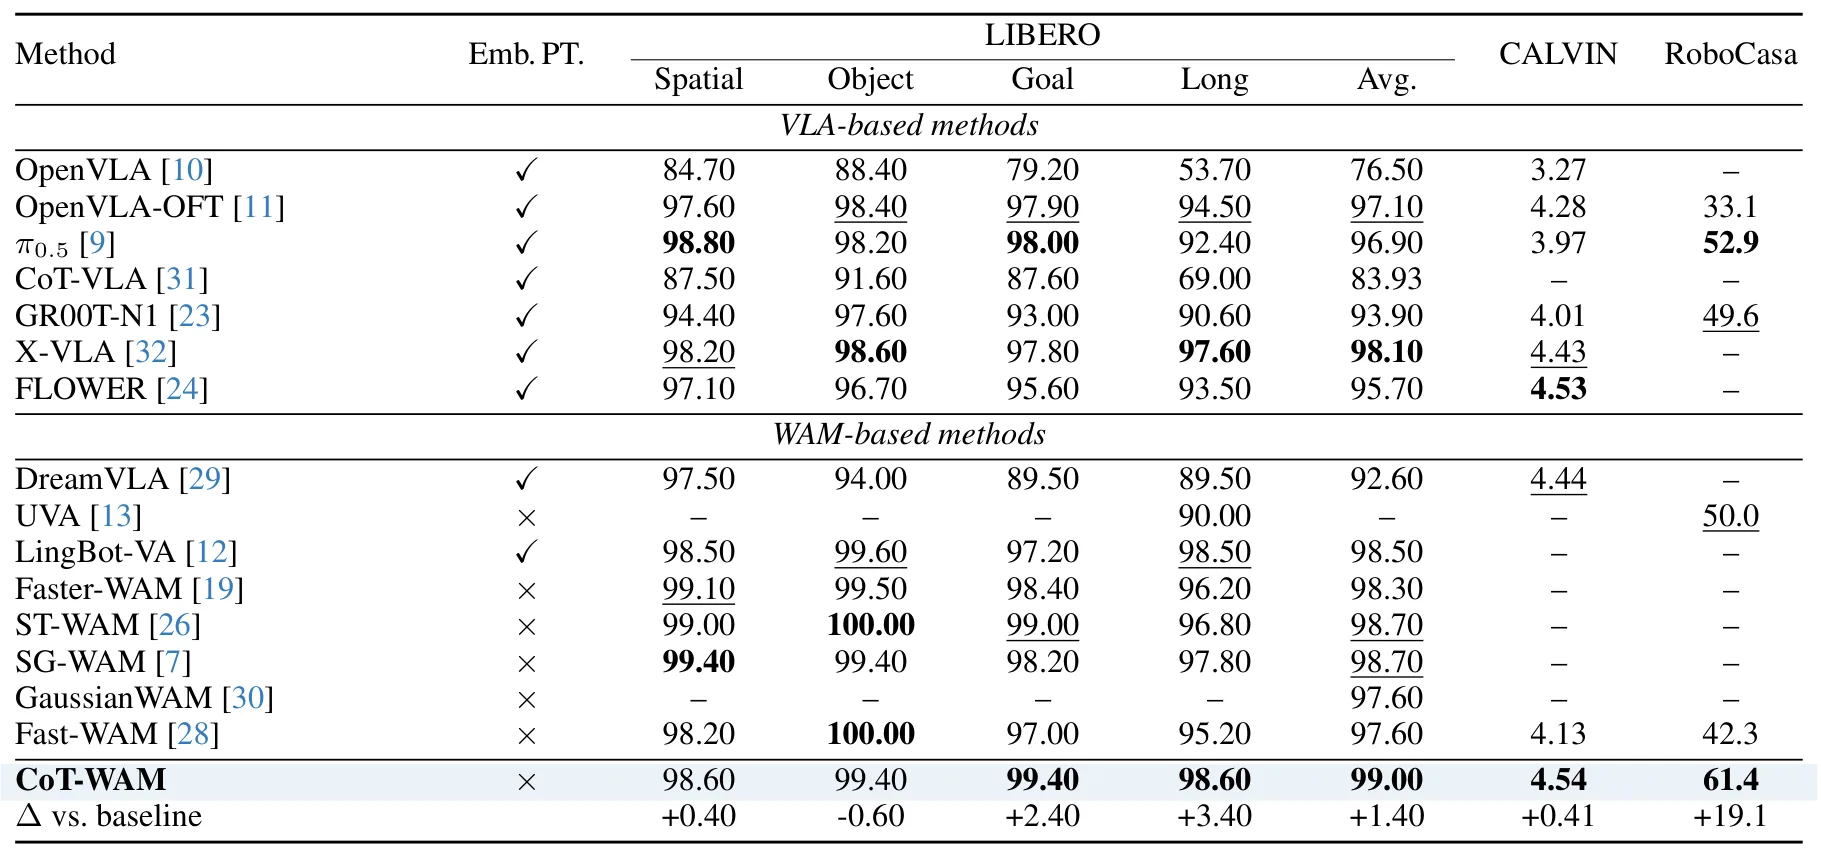 Method Emb. PT. LIBERO CALVIN RoboCasa
Spatial Object Goal Long Avg.
VLA-based methods
OpenVLA [10] ✓ 84.70 88.40 79.20 53.70 76.50 3.27 –
OpenVLA-OFT [11] ✓ 97.60 98.40 97.90 94.50 97.10 4.28 33.1
π0.5 [9] ✓ 98.80 98.20 98.00 92.40 96.90 3.97 52.9
CoT-VLA [31] ✓ 87.50 91.60 87.60 69.00 83.93 – –
GR00T-N1 [23] ✓ 94.40 97.60 93.00 90.60 93.90 4.01 49.6
X-VLA [32] ✓ 98.20 98.60 97.80 97.60 98.10 4.43 –
FLOWER [24] ✓ 97.10 96.70 95.60 93.50 95.70 4.53 –
WAM-based methods
DreamVLA [29] ✓ 97.50 94.00 89.50 89.50 92.60 4.44 –
UVA [13] × – – – 90.00 – – 50.0
LingBot-VA [12] ✓ 98.50 99.60 97.20 98.50 98.50 – –
Faster-WAM [19] × 99.10 99.50 98.40 96.20 98.30 – –
ST-WAM [26] × 99.00 100.00 99.00 96.80 98.70 – –
SG-WAM [7] × 99.40 99.40 98.20 97.80 98.70 – –
GaussianWAM [30] × – – – – 97.60 – –
Fast-WAM [28] × 98.20 100.00 97.00 95.20 97.60 4.13 42.3
CoT-WAM × 98.60 99.40 99.40 98.60 99.00 4.54 61.4
Δ vs. baseline +0.40 -0.60 +2.40 +3.40 +1.40 +0.41 +19.1